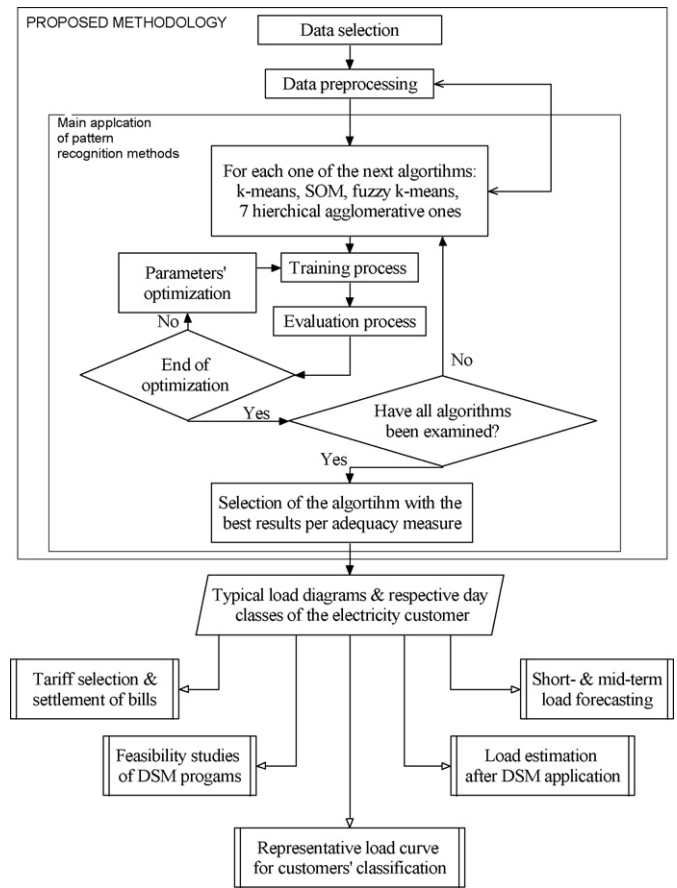 PROPOSED METHODOLOGY
Data selection
Data preprocessing
Main applcation
of pattern
recognition methods
For each one of the next algortihms:
k-means, SOM, fuzzy k-means,
7 hierchical agglomerative ones
Parameters'
optimization
Training process
Evaluation process
No
End of
optimization
No
Yes
Have all algorithms
been examined?
Yes
Selection of the algortihm with the
best results per adequacy measure
Typical load diagrams & respective day
classes of the electricity customer
Tariff selection &
settlement of bills
Short- & mid-term
load forecasting
Feasibility studies
of DSM progams
Load estimation
after DSM application
Representative load curve
for customers' classification